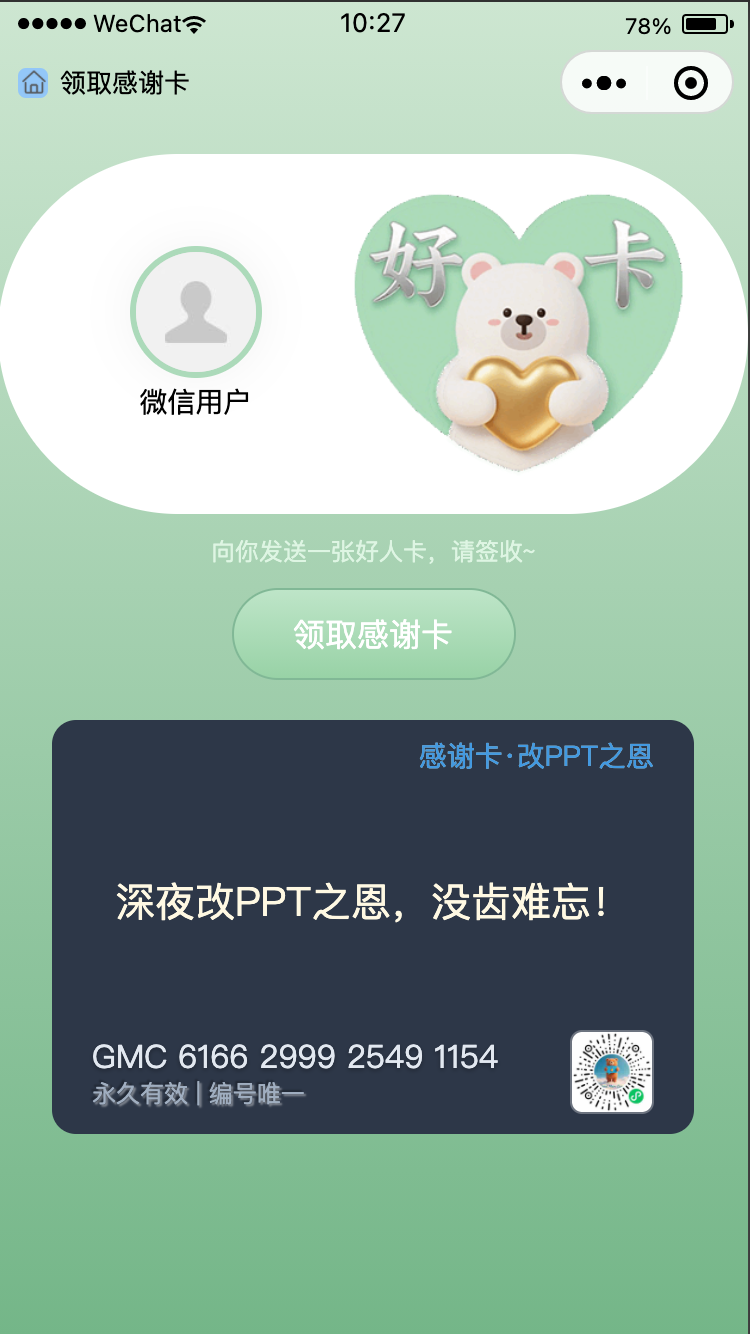 WeChat 10:27 78%
领取感谢卡
好 卡
微信用户
向你发送一张好人卡，请签收~
领取感谢卡
感谢卡·改PPT之恩
深夜改PPT之恩，没齿难忘！
GMC 6166 2999 2549 1154
永久有效 | 编号唯一